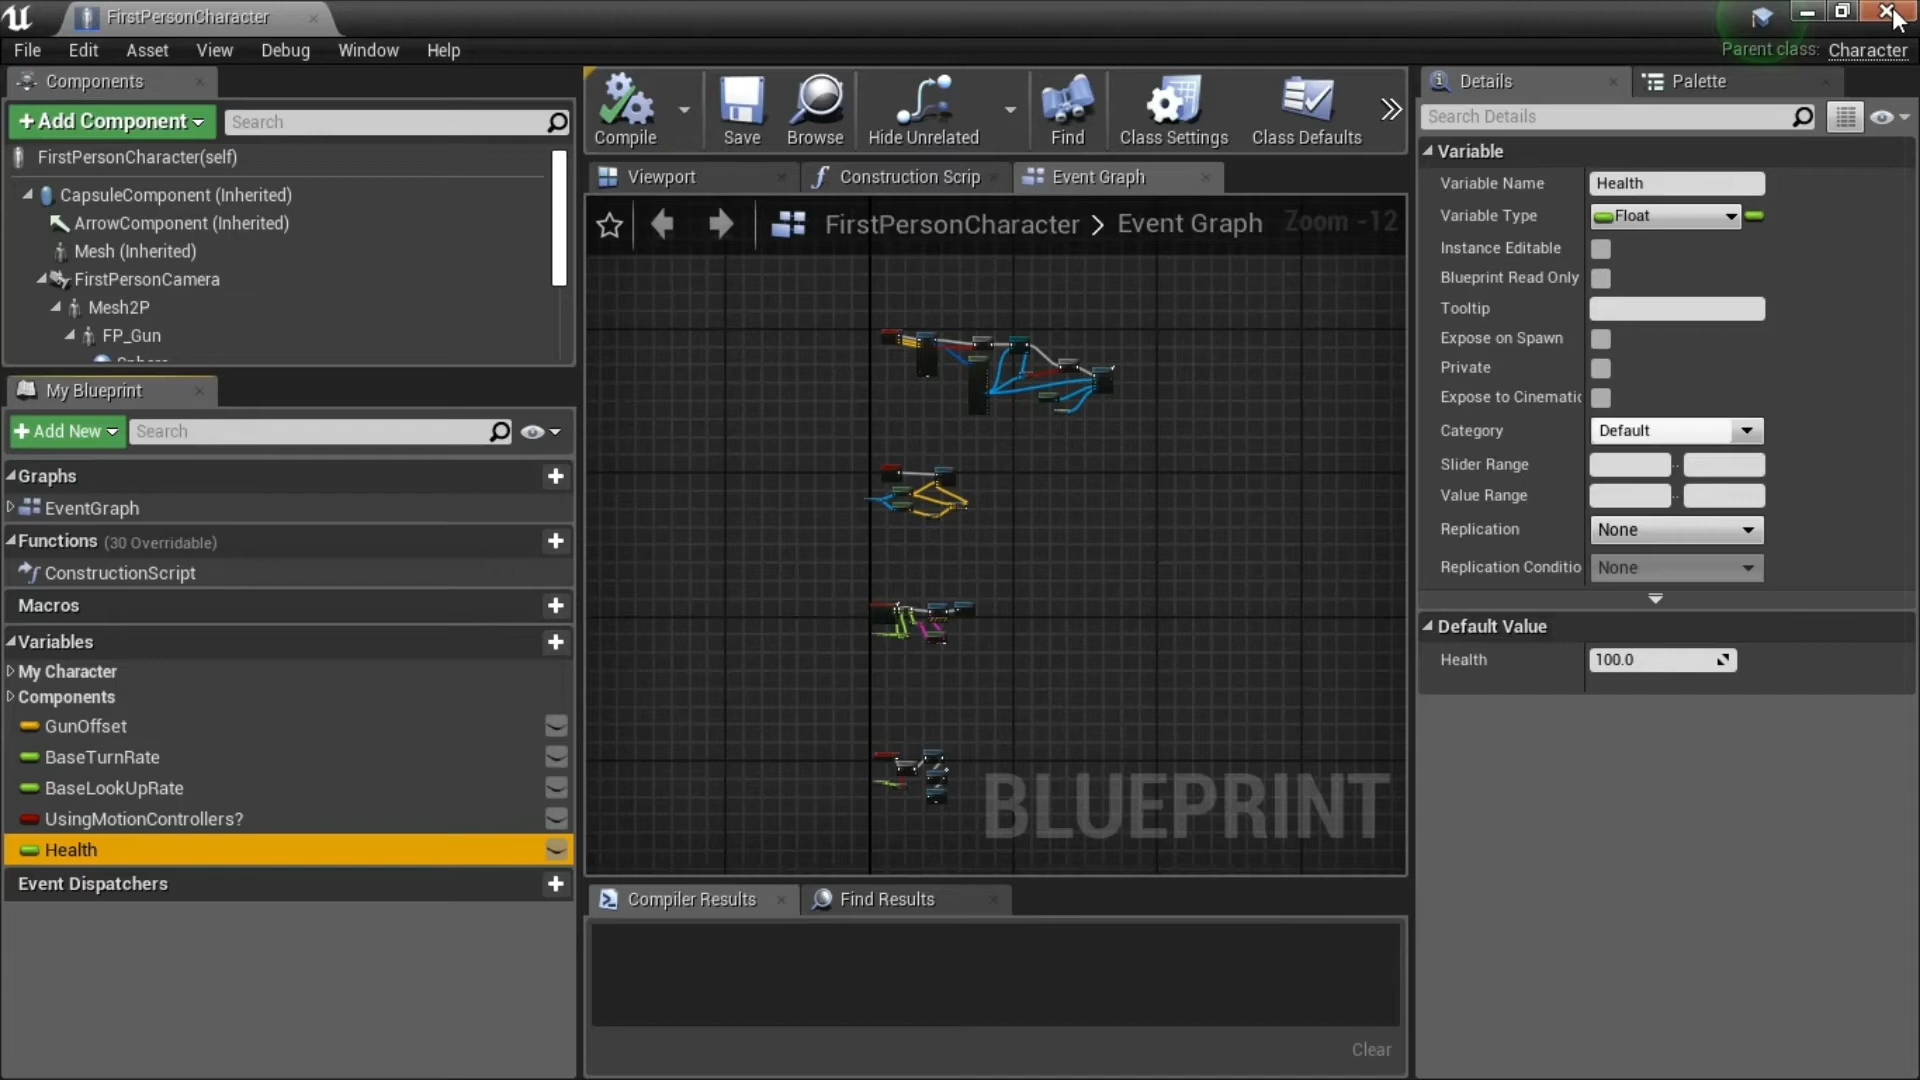 FirstPersonCharacter
File Edit Asset View Debug Window Help
Parent class: Character
Components
+ Add Component
Search
FirstPersonCharacter(self)
CapsuleComponent (Inherited)
ArrowComponent (Inherited)
Mesh (Inherited)
FirstPersonCamera
Mesh2P
FP_Gun
Sphere
My Blueprint
+ Add New
Search
Graphs
EventGraph
Functions (30 Overridable)
ConstructionScript
Macros
Variables
My Character
Components
GunOffset
BaseTurnRate
BaseLookUpRate
UsingMotionControllers?
Health
Event Dispatchers
Compile Save Browse Hide Unrelated Find Class Settings Class Defaults
Viewport Construction Scrip Event Graph
FirstPersonCharacter > Event Graph Zoom -12
BLUEPRINT
Compiler Results Find Results
Clear
Details Palette
Search Details
Variable
Variable Name Health
Variable Type Float
Instance Editable
Blueprint Read Only
Tooltip
Expose on Spawn
Private
Expose to Cinematic
Category Default
Slider Range ..
Value Range ..
Replication None
Replication Conditio None
Default Value
Health 100.0